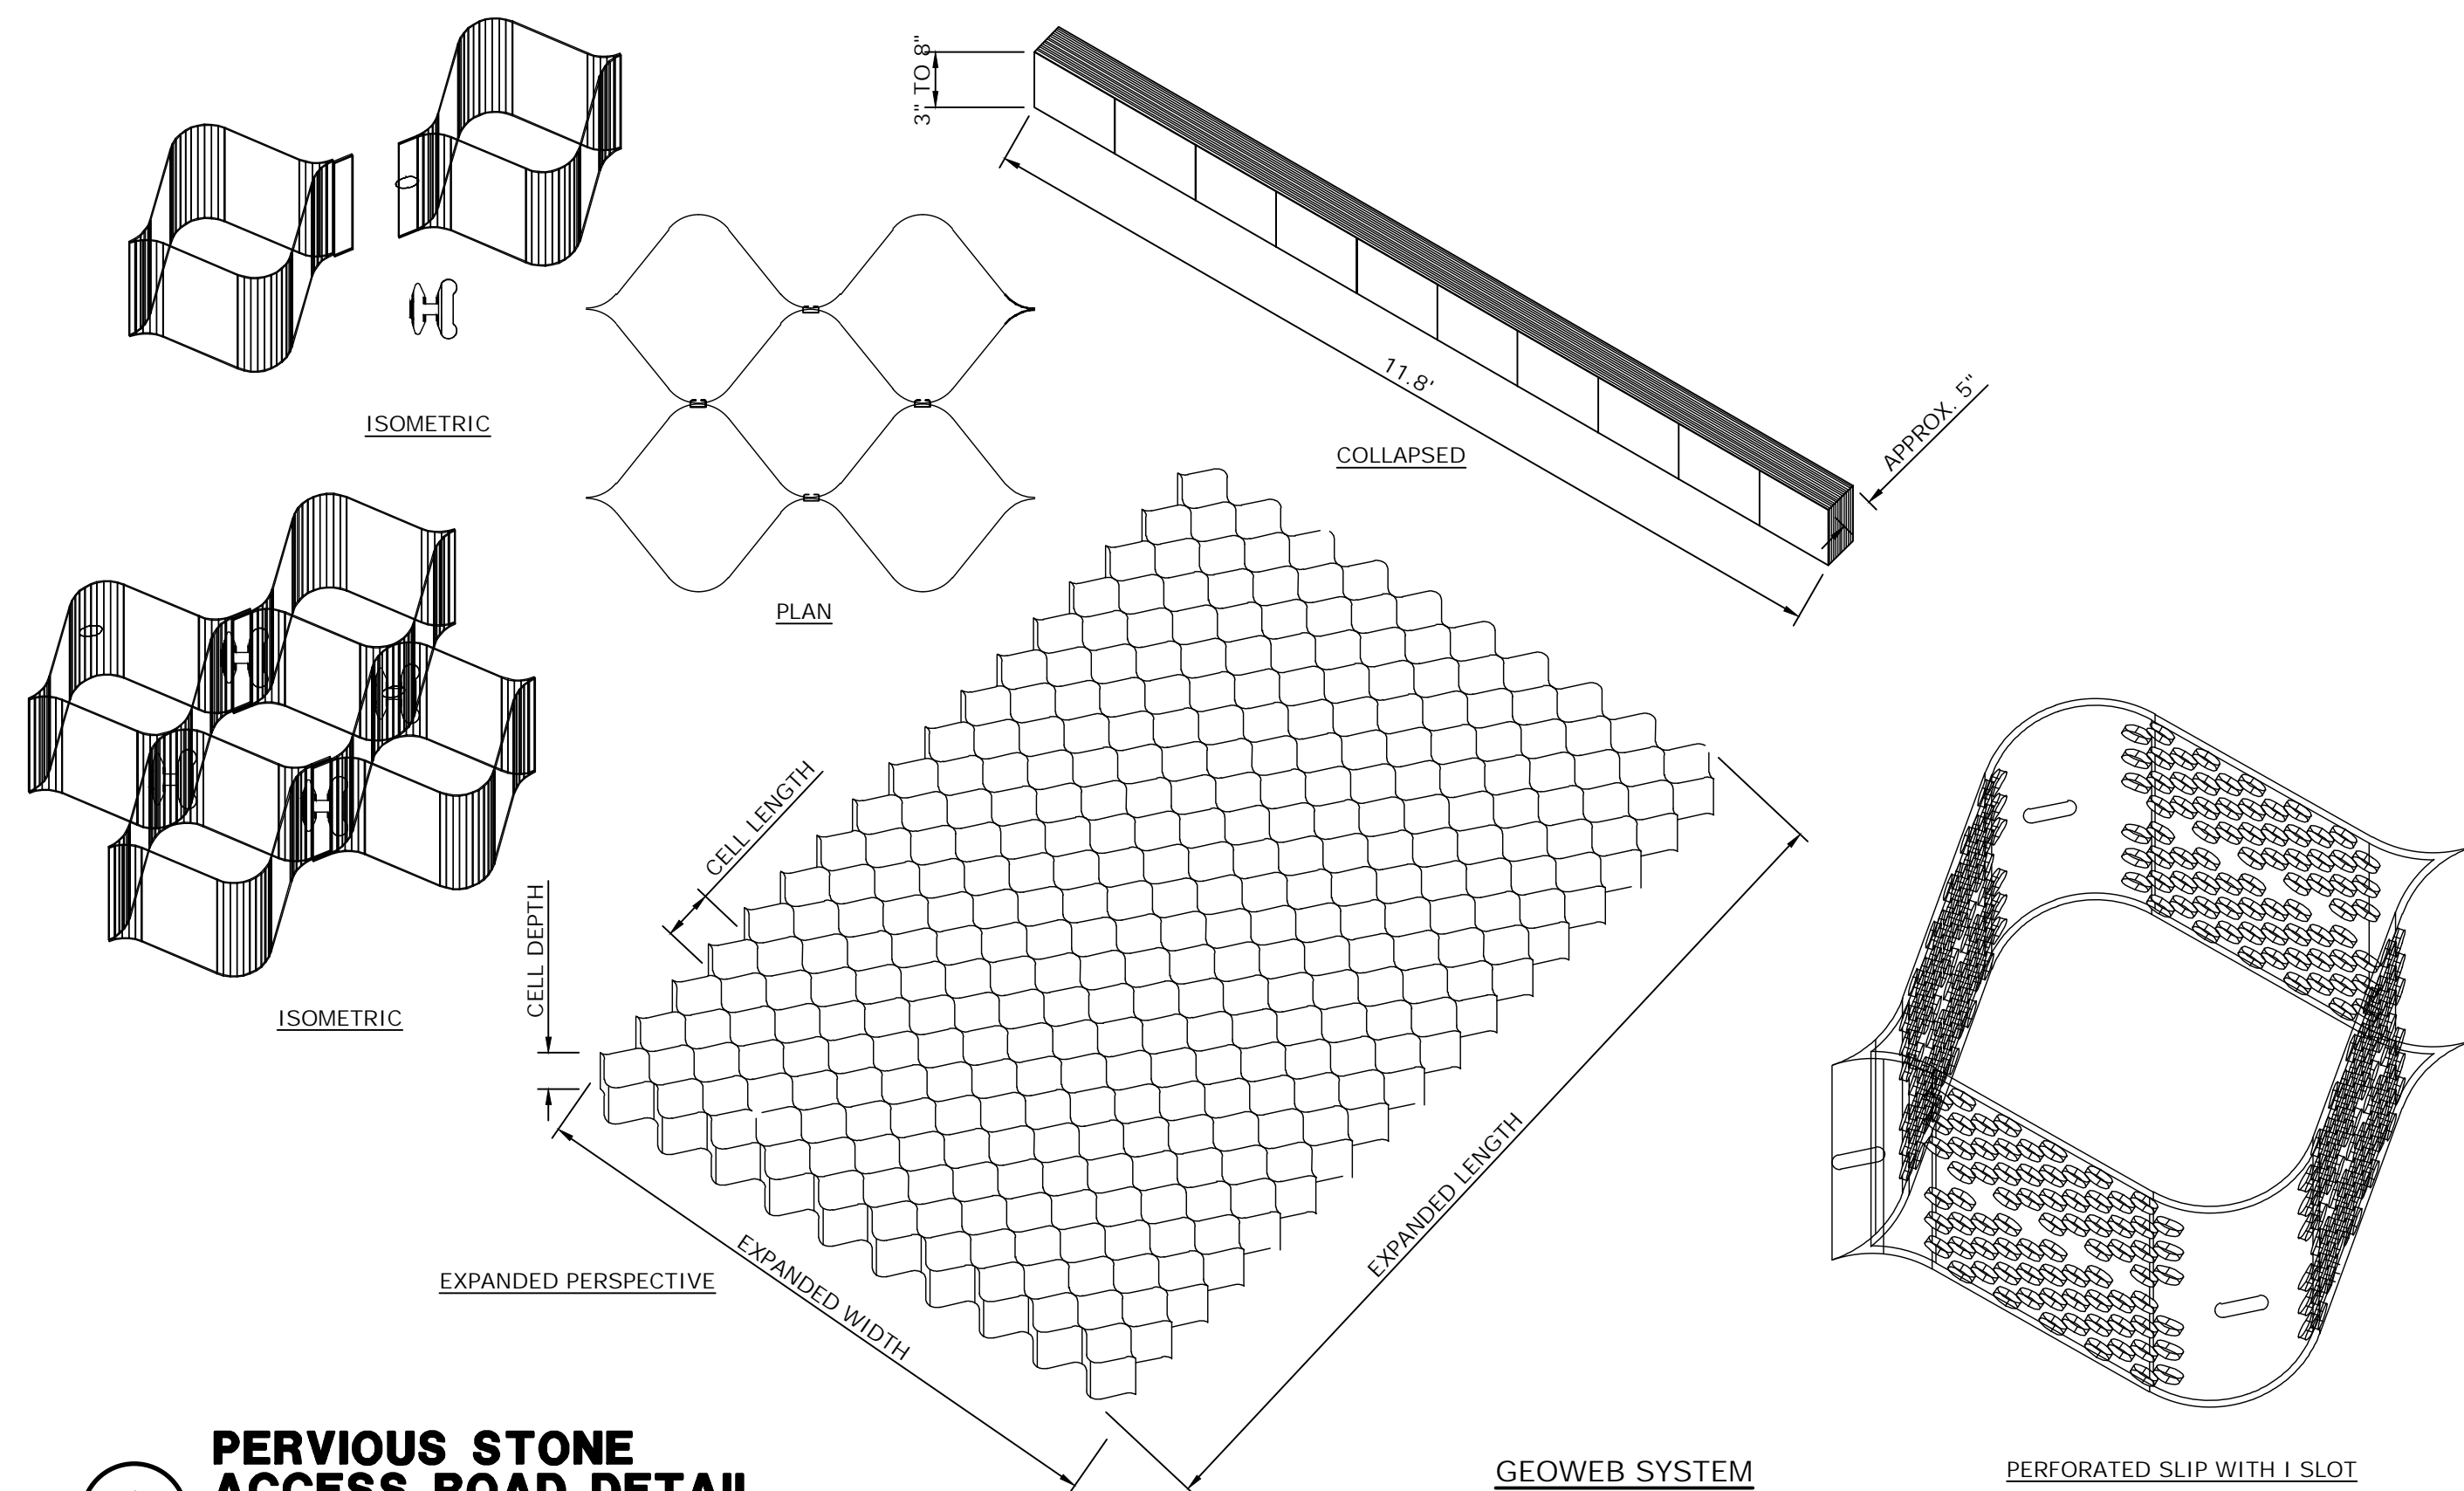 3" TO 8"
11.8'
APPROX. 5"
ISOMETRIC
COLLAPSED
PLAN
CELL LENGTH
CELL DEPTH
ISOMETRIC
EXPANDED LENGTH
EXPANDED PERSPECTIVE
EXPANDED WIDTH
PERVIOUS STONE
ACCESS ROAD DETAIL
GEOWEB SYSTEM
PERFORATED SLIP WITH I SLOT